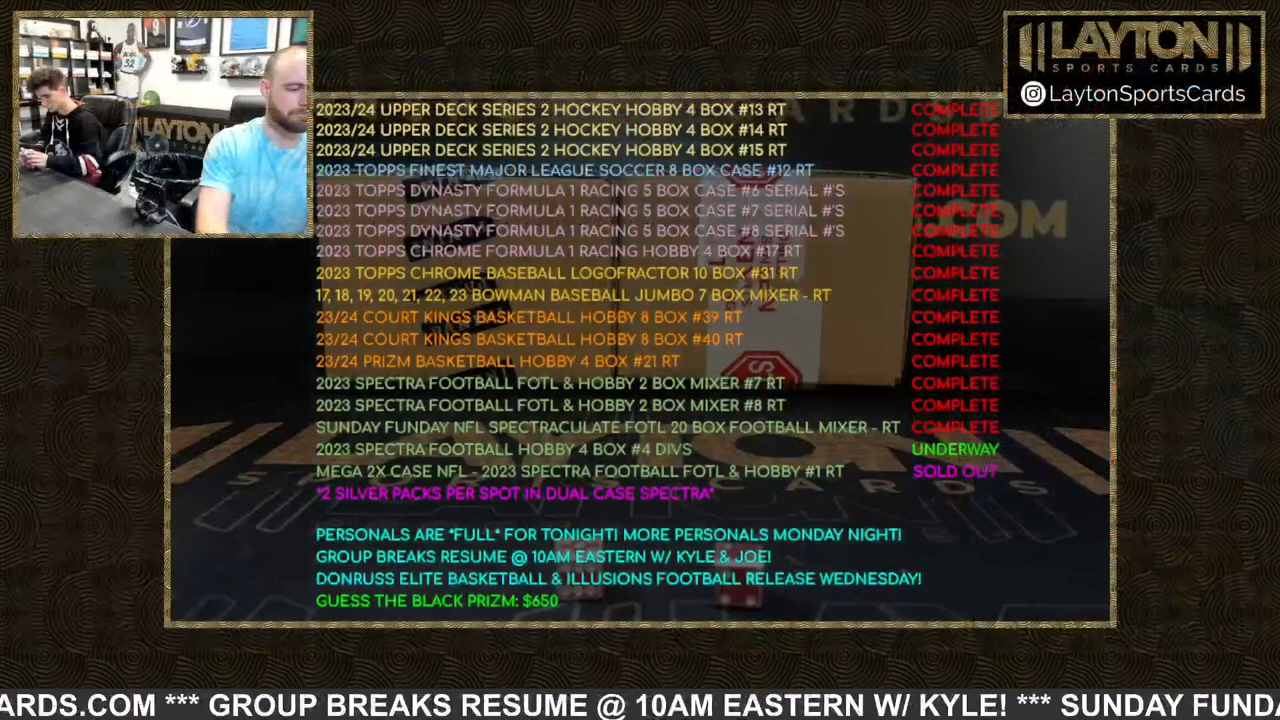 LAYTON
SPORTS CARDS
LaytonSportsCards
32
LAYTON
2023/24 UPPER DECK SERIES 2 HOCKEY HOBBY 4 BOX #13 RT COMPLETE
2023/24 UPPER DECK SERIES 2 HOCKEY HOBBY 4 BOX #14 RT COMPLETE
2023/24 UPPER DECK SERIES 2 HOCKEY HOBBY 4 BOX #15 RT COMPLETE
2023 TOPPS FINEST MAJOR LEAGUE SOCCER 8 BOX CASE #12 RT COMPLETE
2023 TOPPS DYNASTY FORMULA 1 RACING 5 BOX CASE #6 SERIAL #'S COMPLETE
2023 TOPPS DYNASTY FORMULA 1 RACING 5 BOX CASE #7 SERIAL #'S COMPLETE
2023 TOPPS DYNASTY FORMULA 1 RACING 5 BOX CASE #8 SERIAL #'S COMPLETE
2023 TOPPS CHROME FORMULA 1 RACING HOBBY 4 BOX #17 RT COMPLETE
2023 TOPPS CHROME BASEBALL LOGOFRACTOR 10 BOX #31 RT COMPLETE
17, 18, 19, 20, 21, 22, 23 BOWMAN BASEBALL JUMBO 7 BOX MIXER - RT COMPLETE
23/24 COURT KINGS BASKETBALL HOBBY 8 BOX #39 RT COMPLETE
23/24 COURT KINGS BASKETBALL HOBBY 8 BOX #40 RT COMPLETE
23/24 PRIZM BASKETBALL HOBBY 4 BOX #21 RT COMPLETE
2023 SPECTRA FOOTBALL FOTL & HOBBY 2 BOX MIXER #7 RT COMPLETE
2023 SPECTRA FOOTBALL FOTL & HOBBY 2 BOX MIXER #8 RT COMPLETE
SUNDAY FUNDAY NFL SPECTRACULATE FOTL 20 BOX FOOTBALL MIXER - RT COMPLETE
2023 SPECTRA FOOTBALL HOBBY 4 BOX #4 DIVS UNDERWAY
MEGA 2X CASE NFL - 2023 SPECTRA FOOTBALL FOTL & HOBBY #1 RT SOLD OUT
*2 SILVER PACKS PER SPOT IN DUAL CASE SPECTRA*
PERSONALS ARE *FULL* FOR TONIGHT! MORE PERSONALS MONDAY NIGHT!
GROUP BREAKS RESUME @ 10AM EASTERN W/ KYLE & JOE!
DONRUSS ELITE BASKETBALL & ILLUSIONS FOOTBALL RELEASE WEDNESDAY!
GUESS THE BLACK PRIZM: $650
ARDS.COM *** GROUP BREAKS RESUME @ 10AM EASTERN W/ KYLE! *** SUNDAY FUND